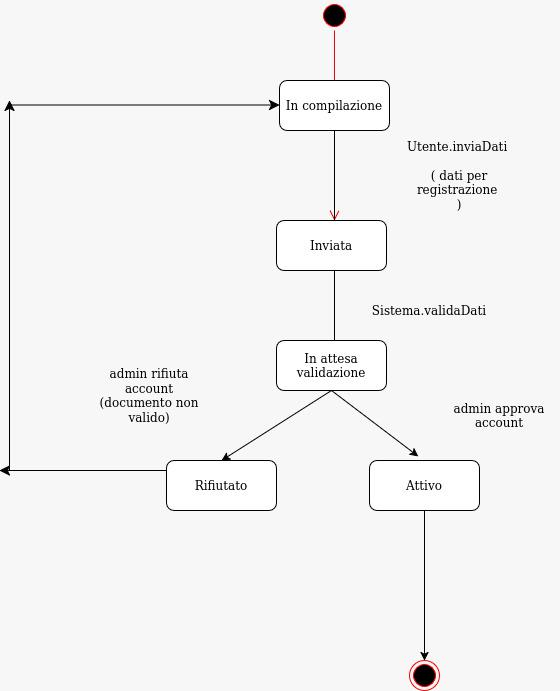 In compilazione
Utente.inviaDati
( dati per
registrazione
)
Inviata
Sistema.validaDati
In attesa
validazione
admin rifiuta
account
(documento non
valido)
admin approva
account
Rifiutato
Attivo